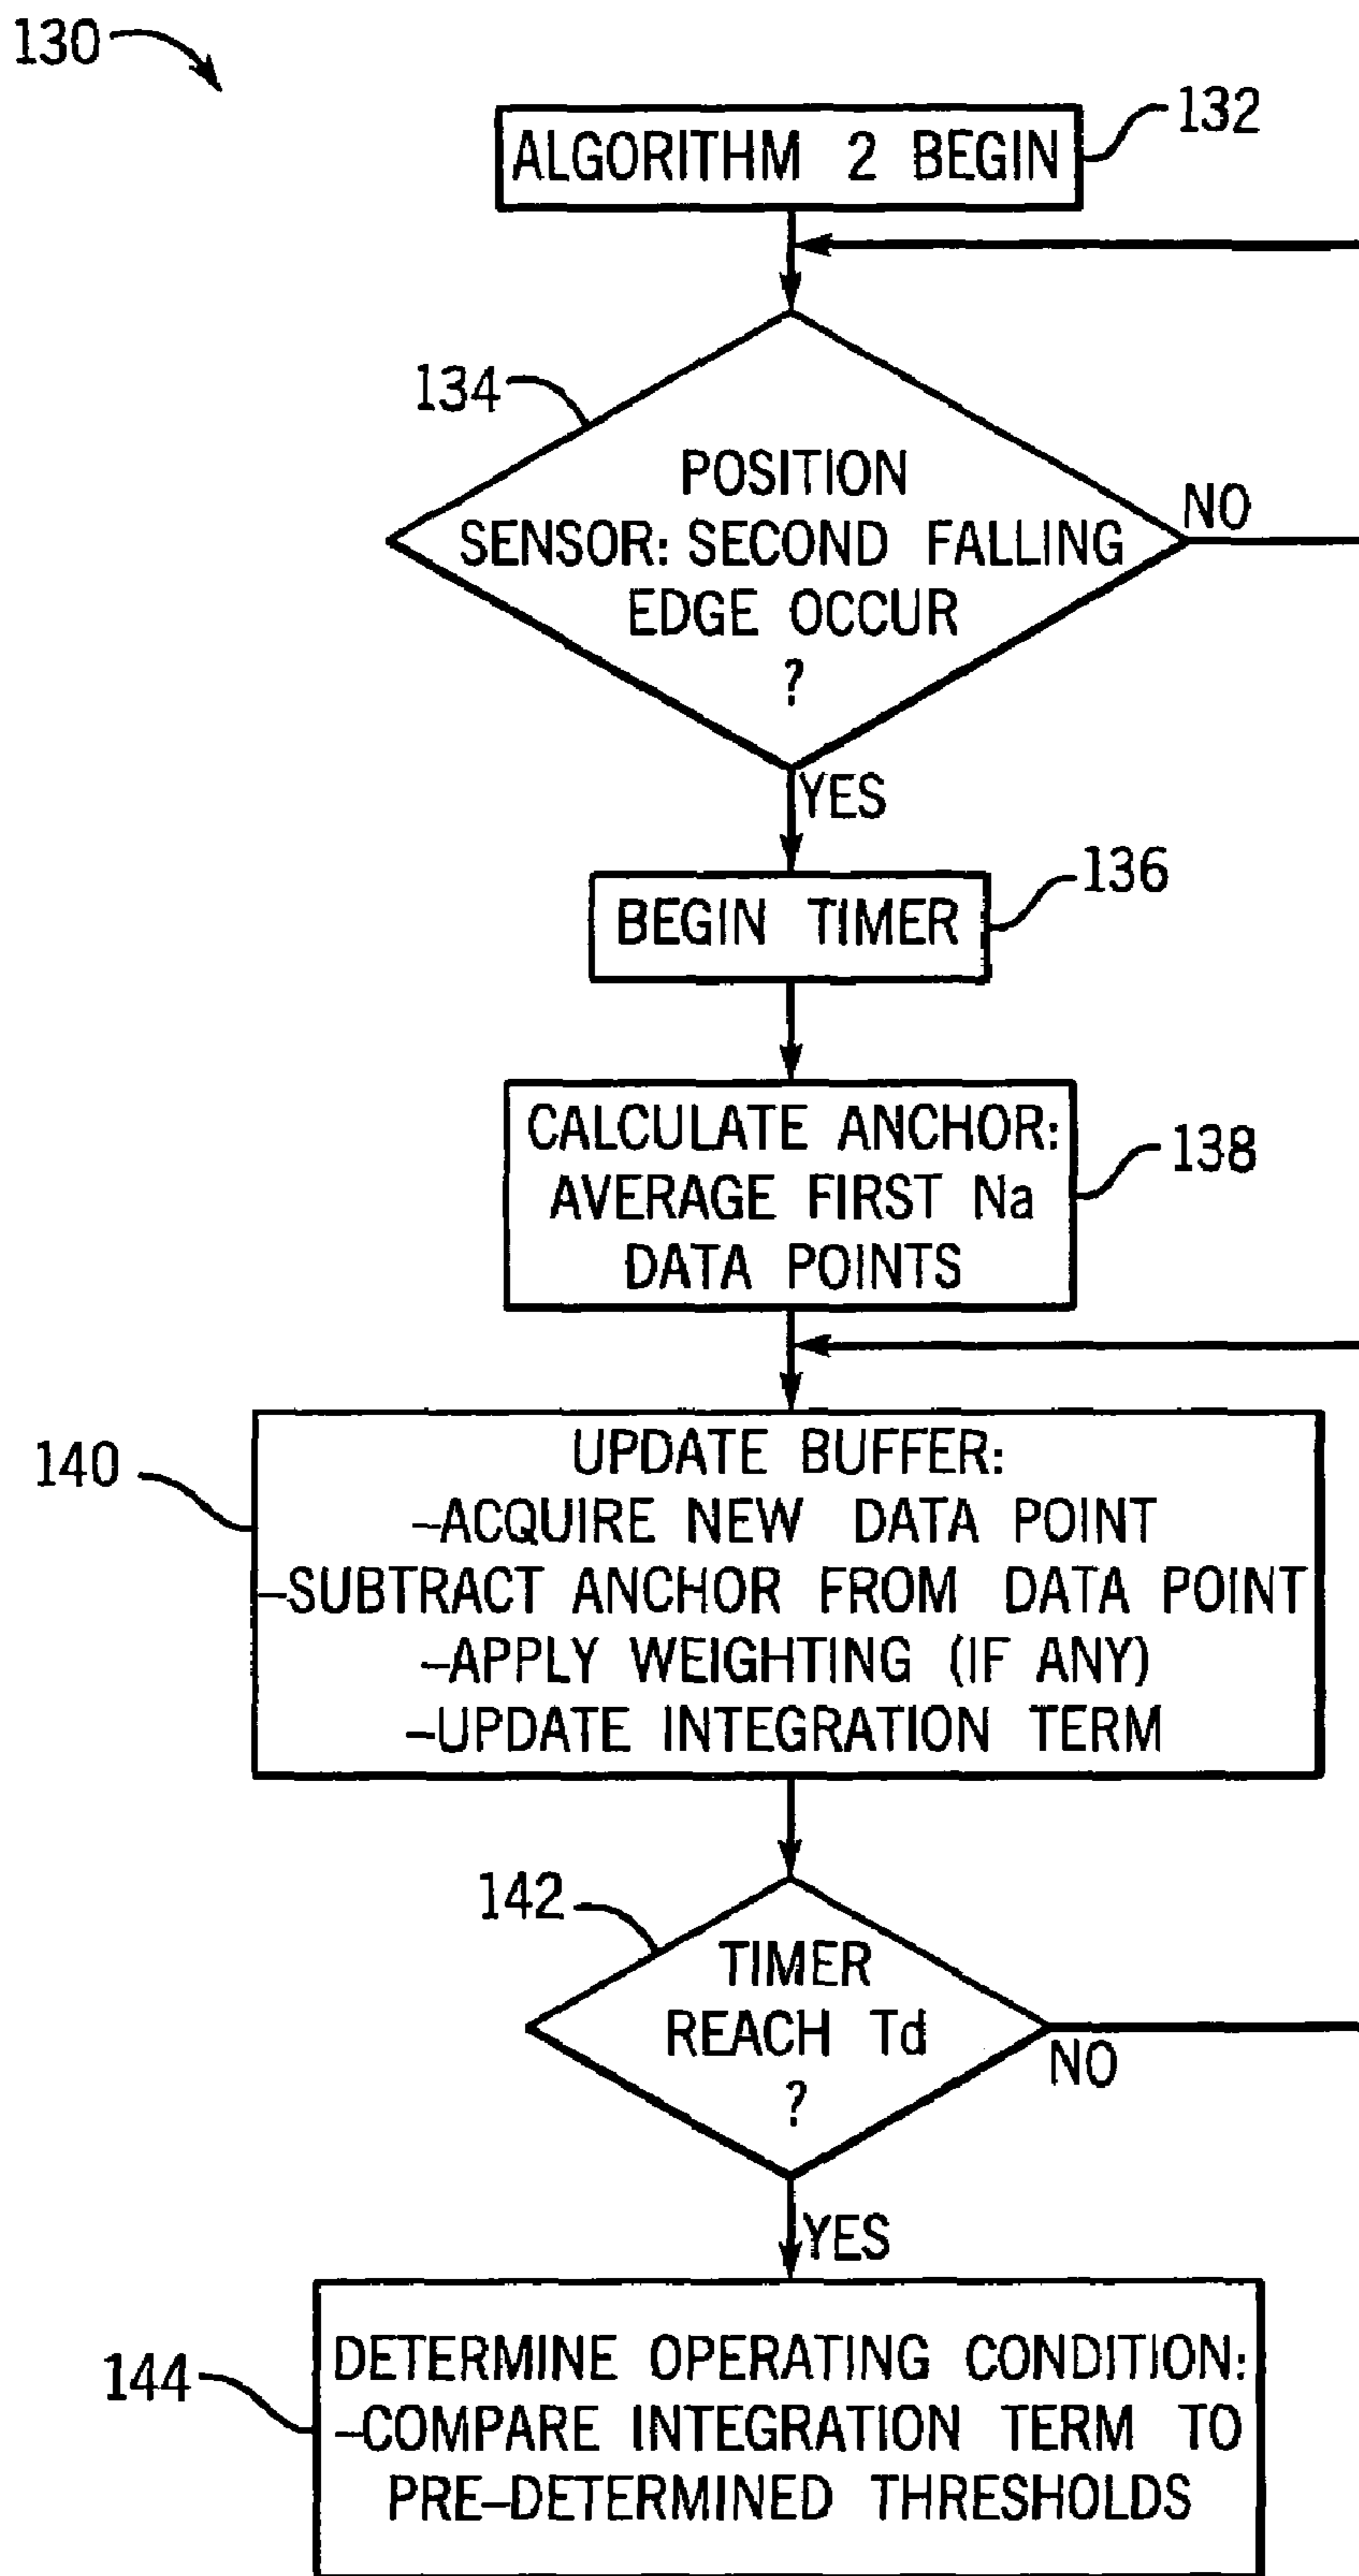 130
132
ALGORITHM 2 BEGIN
134
POSITION
SENSOR: SECOND FALLING
EDGE OCCUR
?
NO
YES
136
BEGIN TIMER
138
CALCULATE ANCHOR:
AVERAGE FIRST Na
DATA POINTS
140
UPDATE BUFFER:
-ACQUIRE NEW DATA POINT
-SUBTRACT ANCHOR FROM DATA POINT
-APPLY WEIGHTING (IF ANY)
-UPDATE INTEGRATION TERM
142
TIMER
REACH Td
?
NO
YES
144
DETERMINE OPERATING CONDITION:
-COMPARE INTEGRATION TERM TO
PRE-DETERMINED THRESHOLDS